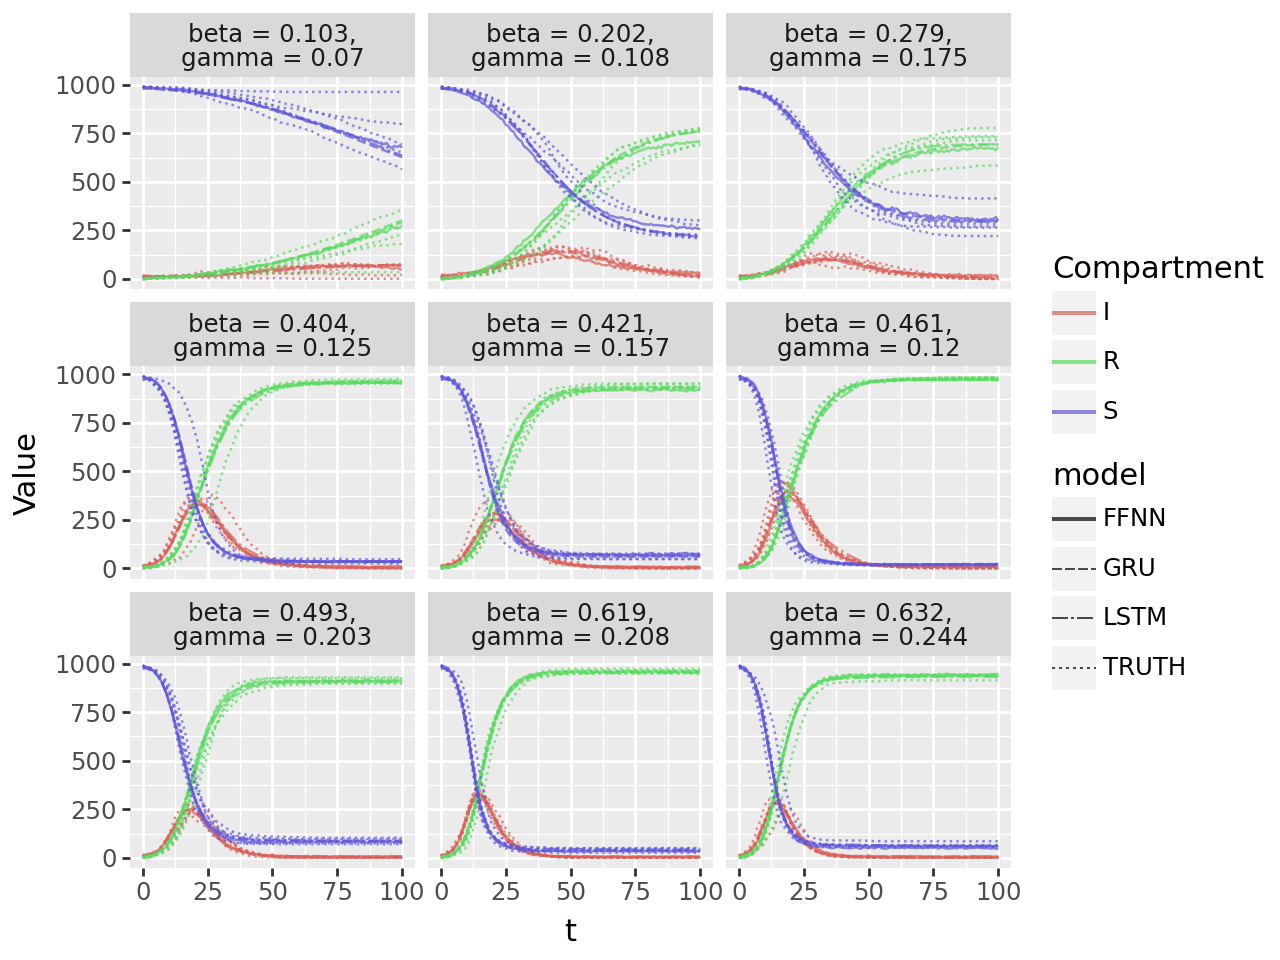 beta = 0.103,
gamma = 0.07
beta = 0.202,
gamma = 0.108
beta = 0.279,
gamma = 0.175
1000
750
500
250
0
beta = 0.404,
gamma = 0.125
beta = 0.421,
gamma = 0.157
beta = 0.461,
gamma = 0.12
1000
750
500
250
0
beta = 0.493,
gamma = 0.203
beta = 0.619,
gamma = 0.208
beta = 0.632,
gamma = 0.244
1000
750
500
250
0
0 25 50 75 100
0 25 50 75 100
0 25 50 75 100
t
Value
Compartment
I
R
S
model
FFNN
GRU
LSTM
TRUTH